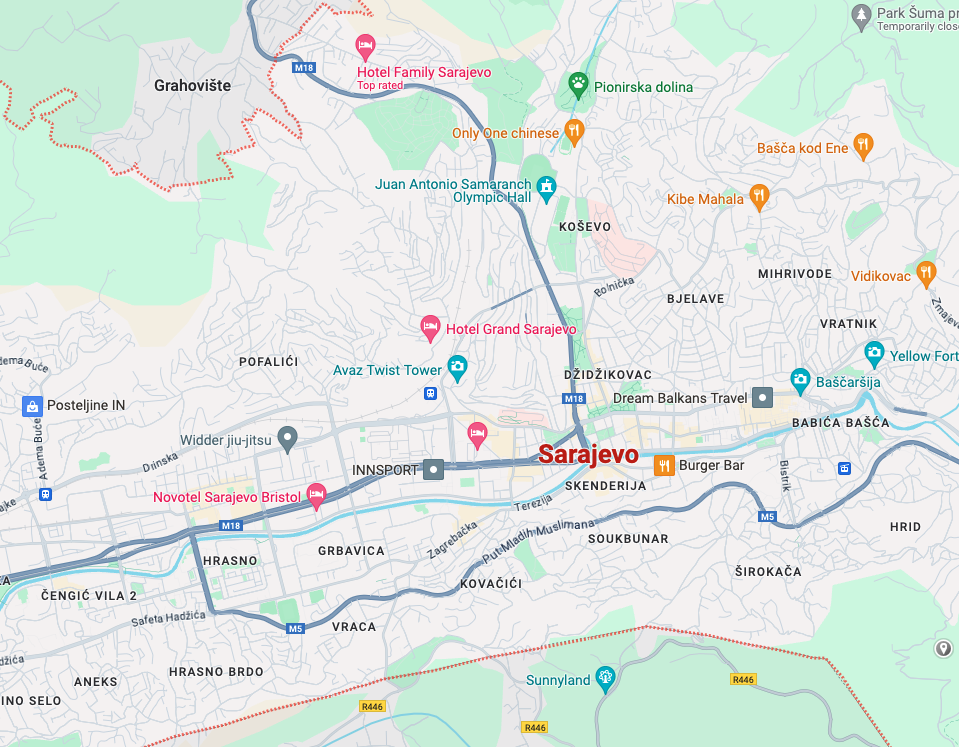 Park Šuma pr
Temporarily close
M18
Hotel Family Sarajevo
Top rated
Grahovište
Pionirska dolina
Only One chinese
Bašča kod Ene
Juan Antonio Samaranch
Olympic Hall
Kibe Mahala
KOŠEVO
MIHRIVODE
Vidikovac
Bolnička
BJELAVE
Zmajeva
VRATNIK
Hotel Grand Sarajevo
Yellow Fort
POFALIĆI
Adema Buće
Avaz Twist Tower
DŽIDŽIKOVAC
Baščaršija
M18
Dream Balkans Travel
Posteljine IN
BABIĆA BAŠĆA
Adema Buće
Widder jiu-jitsu
Sarajevo
Drinska
INNSPORT
Burger Bar
Bistrik
SKENDERIJA
Novotel Sarajevo Bristol
Terezija
M5
M18
Put Mladih Muslimana
HRID
Zagrebačka
SOUKBUNAR
GRBAVICA
HRASNO
ŠIROKAČA
KOVAČIĆI
ČENGIĆ VILA 2
Safeta Hadžića
M5
VRACA
HRASNO BRDO
ANEKS
Sunnyland
R446
INO SELO
R446
R446